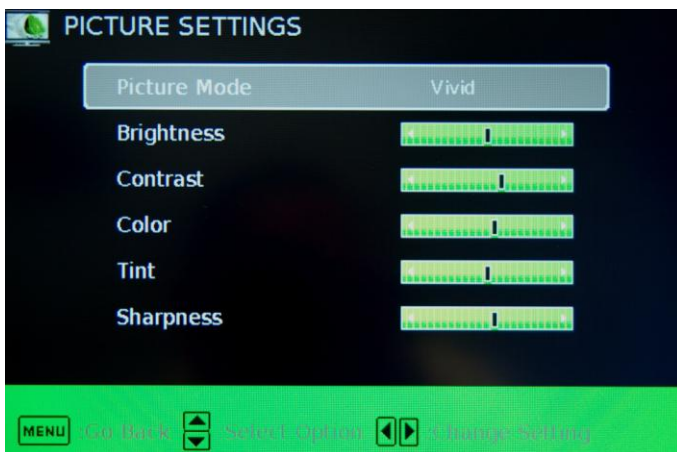 PICTURE SETTINGS
Picture Mode Vivid
Brightness
Contrast
Color
Tint
Sharpness
MENU :Go Back :Select Option :Change Setting